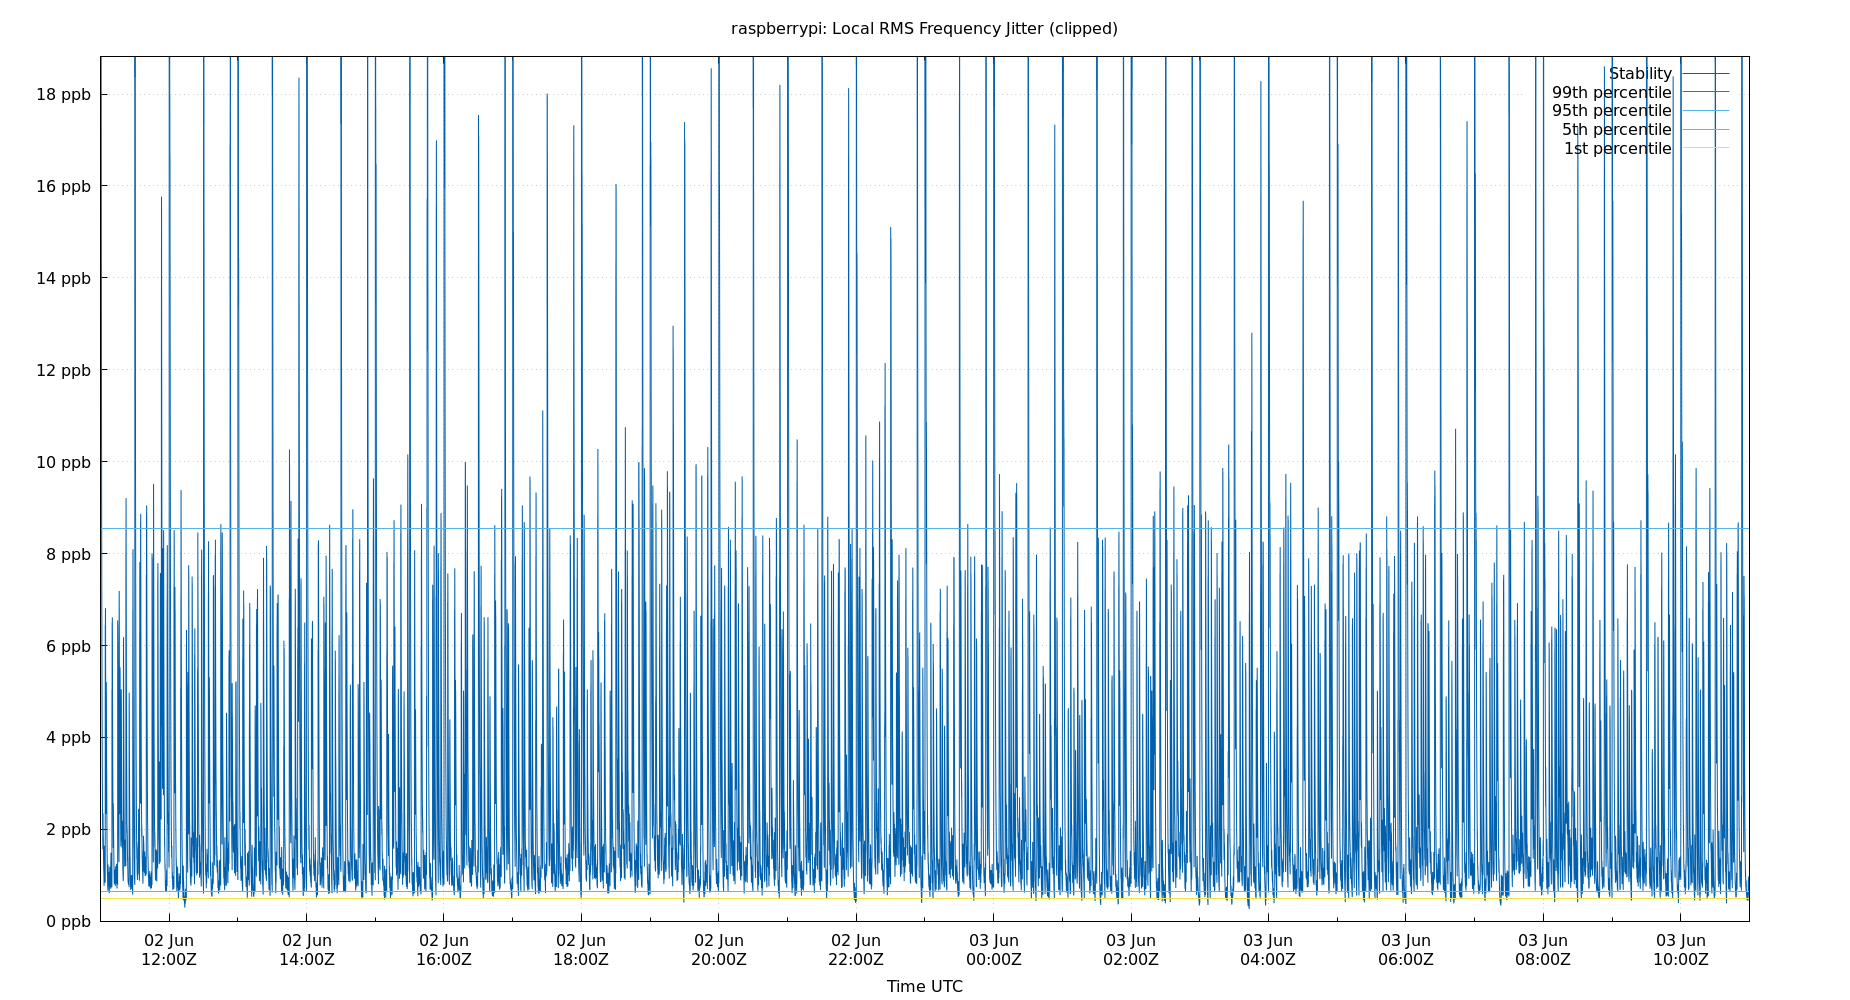 raspberrypi: Local RMS Frequency Jitter (clipped)
Stability
99th percentile
95th percentile
5th percentile
1st percentile
18 ppb
16 ppb
14 ppb
12 ppb
10 ppb
8 ppb
6 ppb
4 ppb
2 ppb
0 ppb
02 Jun 02 Jun 02 Jun 02 Jun 02 Jun 02 Jun 03 Jun 03 Jun 03 Jun 03 Jun 03 Jun 03 Jun
12:00Z 14:00Z 16:00Z 18:00Z 20:00Z 22:00Z 00:00Z 02:00Z 04:00Z 06:00Z 08:00Z 10:00Z
Time UTC